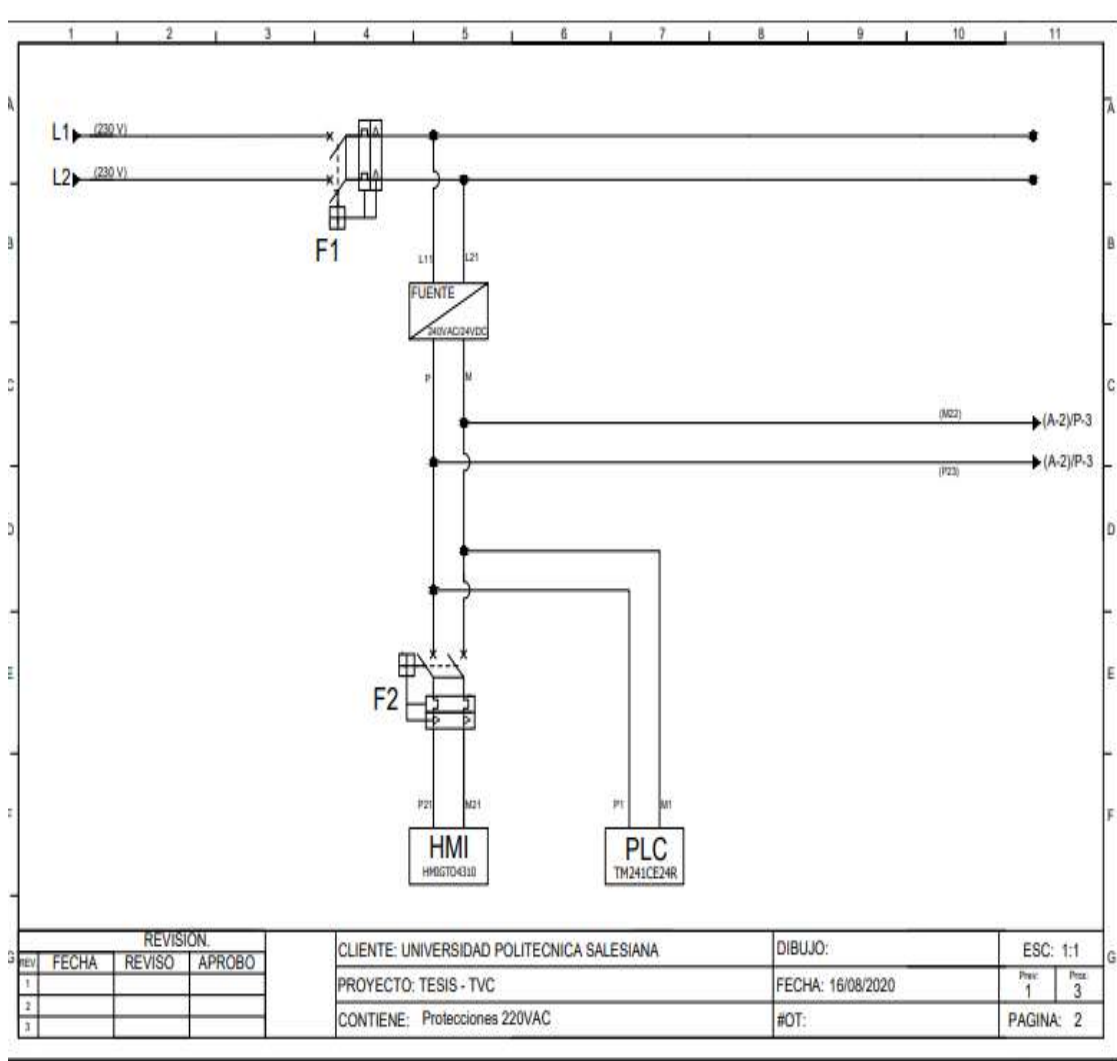 1 2 3 4 5 6 7 8 9 10 11
A A
L1 (230 V)
L2 (230 V)
B B
F1
L11 L21
FUENTE
240VAC/24VDC
P M
C C
(M22) (A-2)/P-3
(P23) (A-2)/P-3
D D
E E
F2
P21 M21 P1 M1
F F
HMI PLC
HMIGTO4310 TM241CE24R
G G
REVISION.
REV. FECHA REVISO APROBO
1
2
3
CLIENTE: UNIVERSIDAD POLITECNICA SALESIANA
PROYECTO: TESIS - TVC
CONTIENE: Protecciones 220VAC
DIBUJO:
FECHA: 16/08/2020
#OT:
ESC: 1:1
Prev: Prox:
1 3
PAGINA: 2